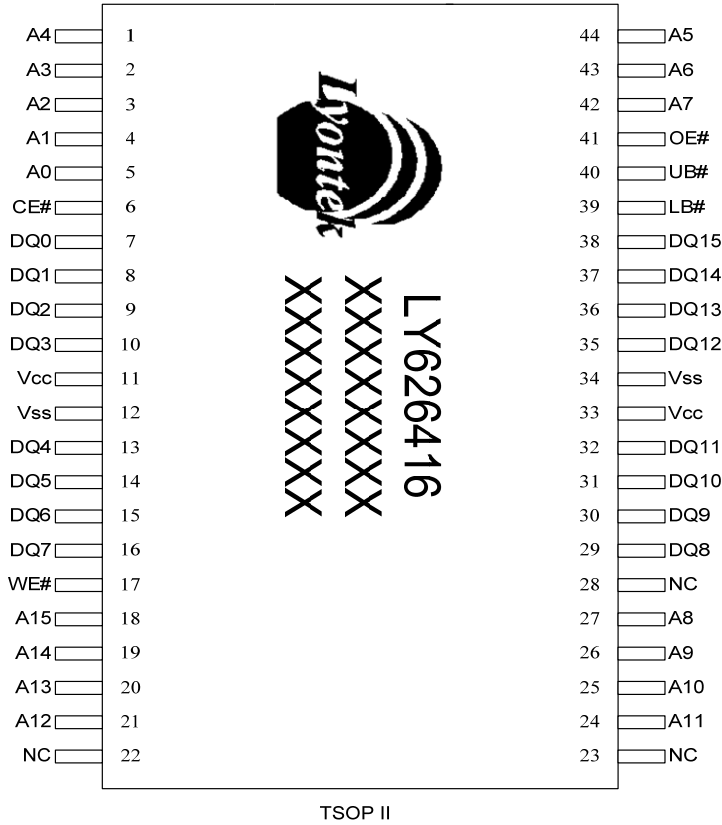 A4 1 44 A5
A3 2 43 A6
A2 3 42 A7
A1 4 41 OE#
A0 5 40 UB#
CE# 6 39 LB#
DQ0 7 38 DQ15
DQ1 8 37 DQ14
DQ2 9 36 DQ13
DQ3 10 35 DQ12
Vcc 11 34 Vss
Vss 12 33 Vcc
DQ4 13 32 DQ11
DQ5 14 31 DQ10
DQ6 15 30 DQ9
DQ7 16 29 DQ8
WE# 17 28 NC
A15 18 27 A8
A14 19 26 A9
A13 20 25 A10
A12 21 24 A11
NC 22 23 NC
Lyontek
LY626416
XXXXXXXX
XXXXXXXX
TSOP II